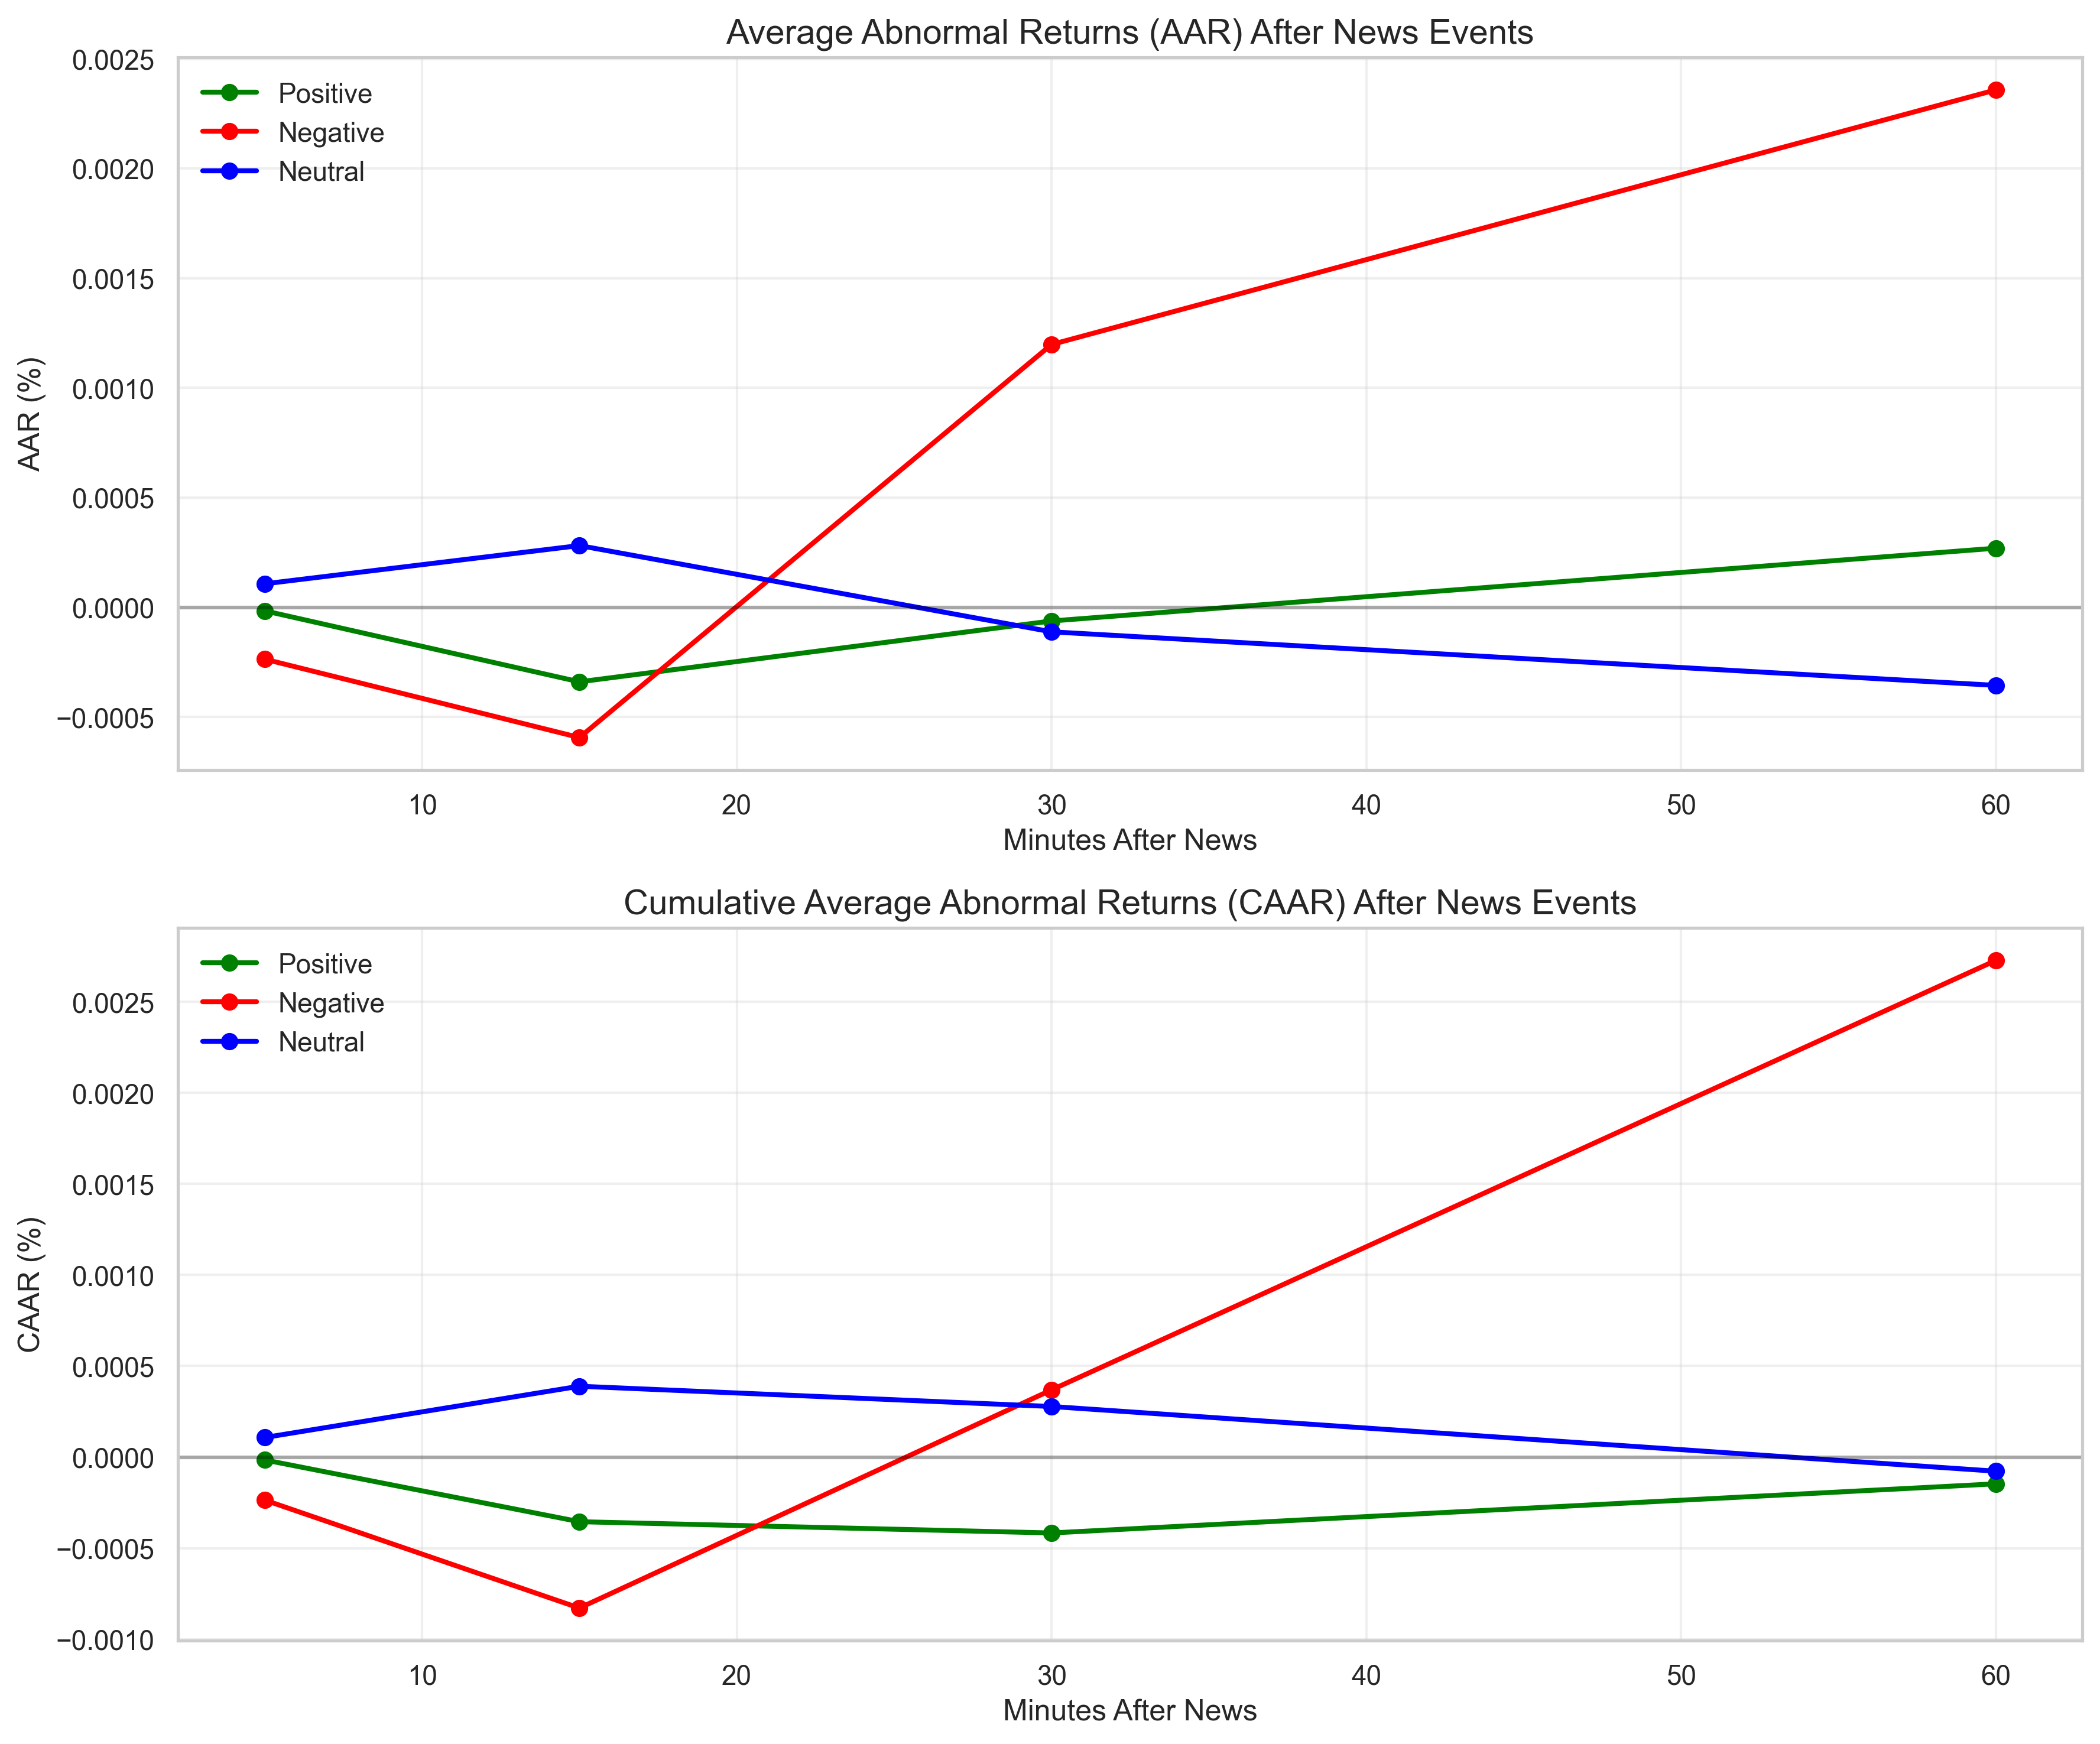 Average Abnormal Returns (AAR) After News Events
0.0025
0.0020
0.0015
0.0010
0.0005
0.0000
−0.0005
AAR (%)
Positive
Negative
Neutral
10 20 30 40 50 60
Minutes After News
Cumulative Average Abnormal Returns (CAAR) After News Events
0.0025
0.0020
0.0015
0.0010
0.0005
0.0000
−0.0005
−0.0010
CAAR (%)
Positive
Negative
Neutral
10 20 30 40 50 60
Minutes After News